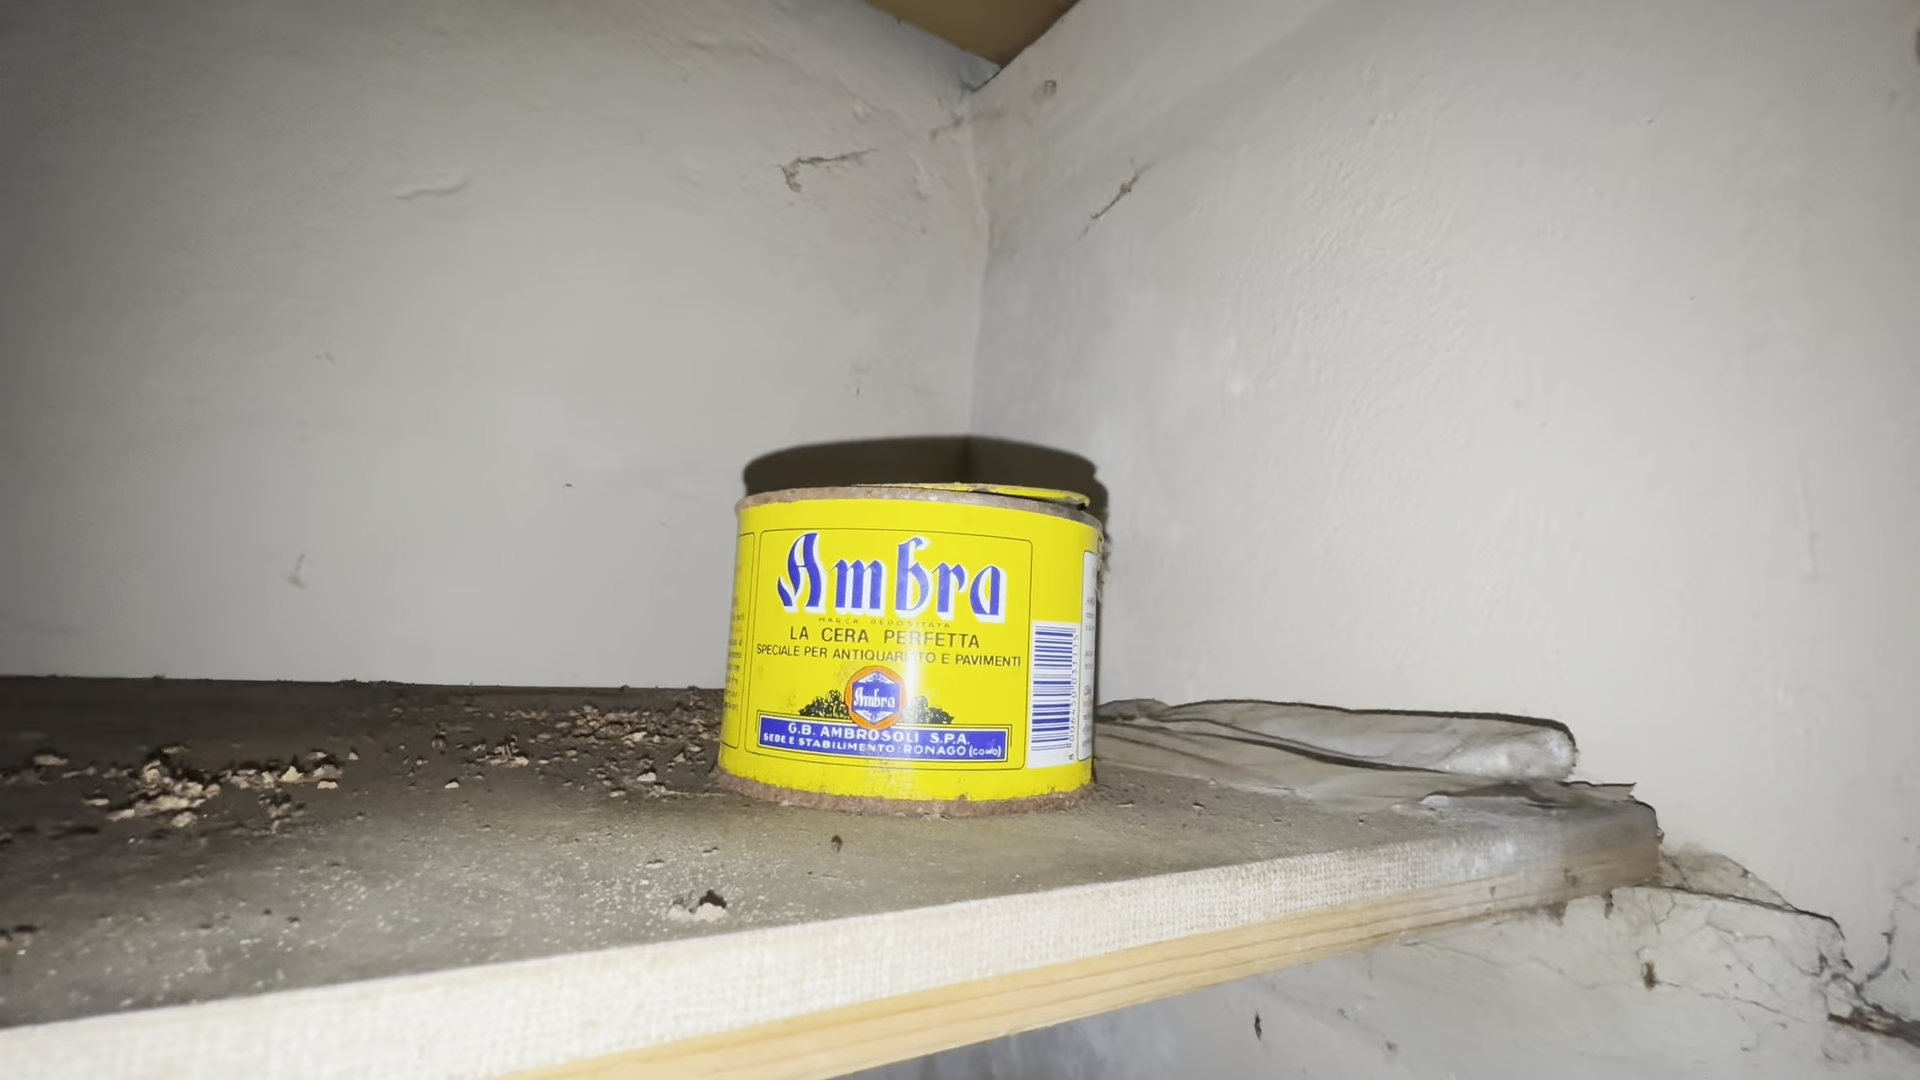 Ambra
MARCA DEPOSITATA
LA CERA PERFETTA
SPECIALE PER ANTIQUARIATO E PAVIMENTI
Ambra
G.B. AMBROSOLI S.P.A.
SEDE E STABILIMENTO: RONAGO (COMO)